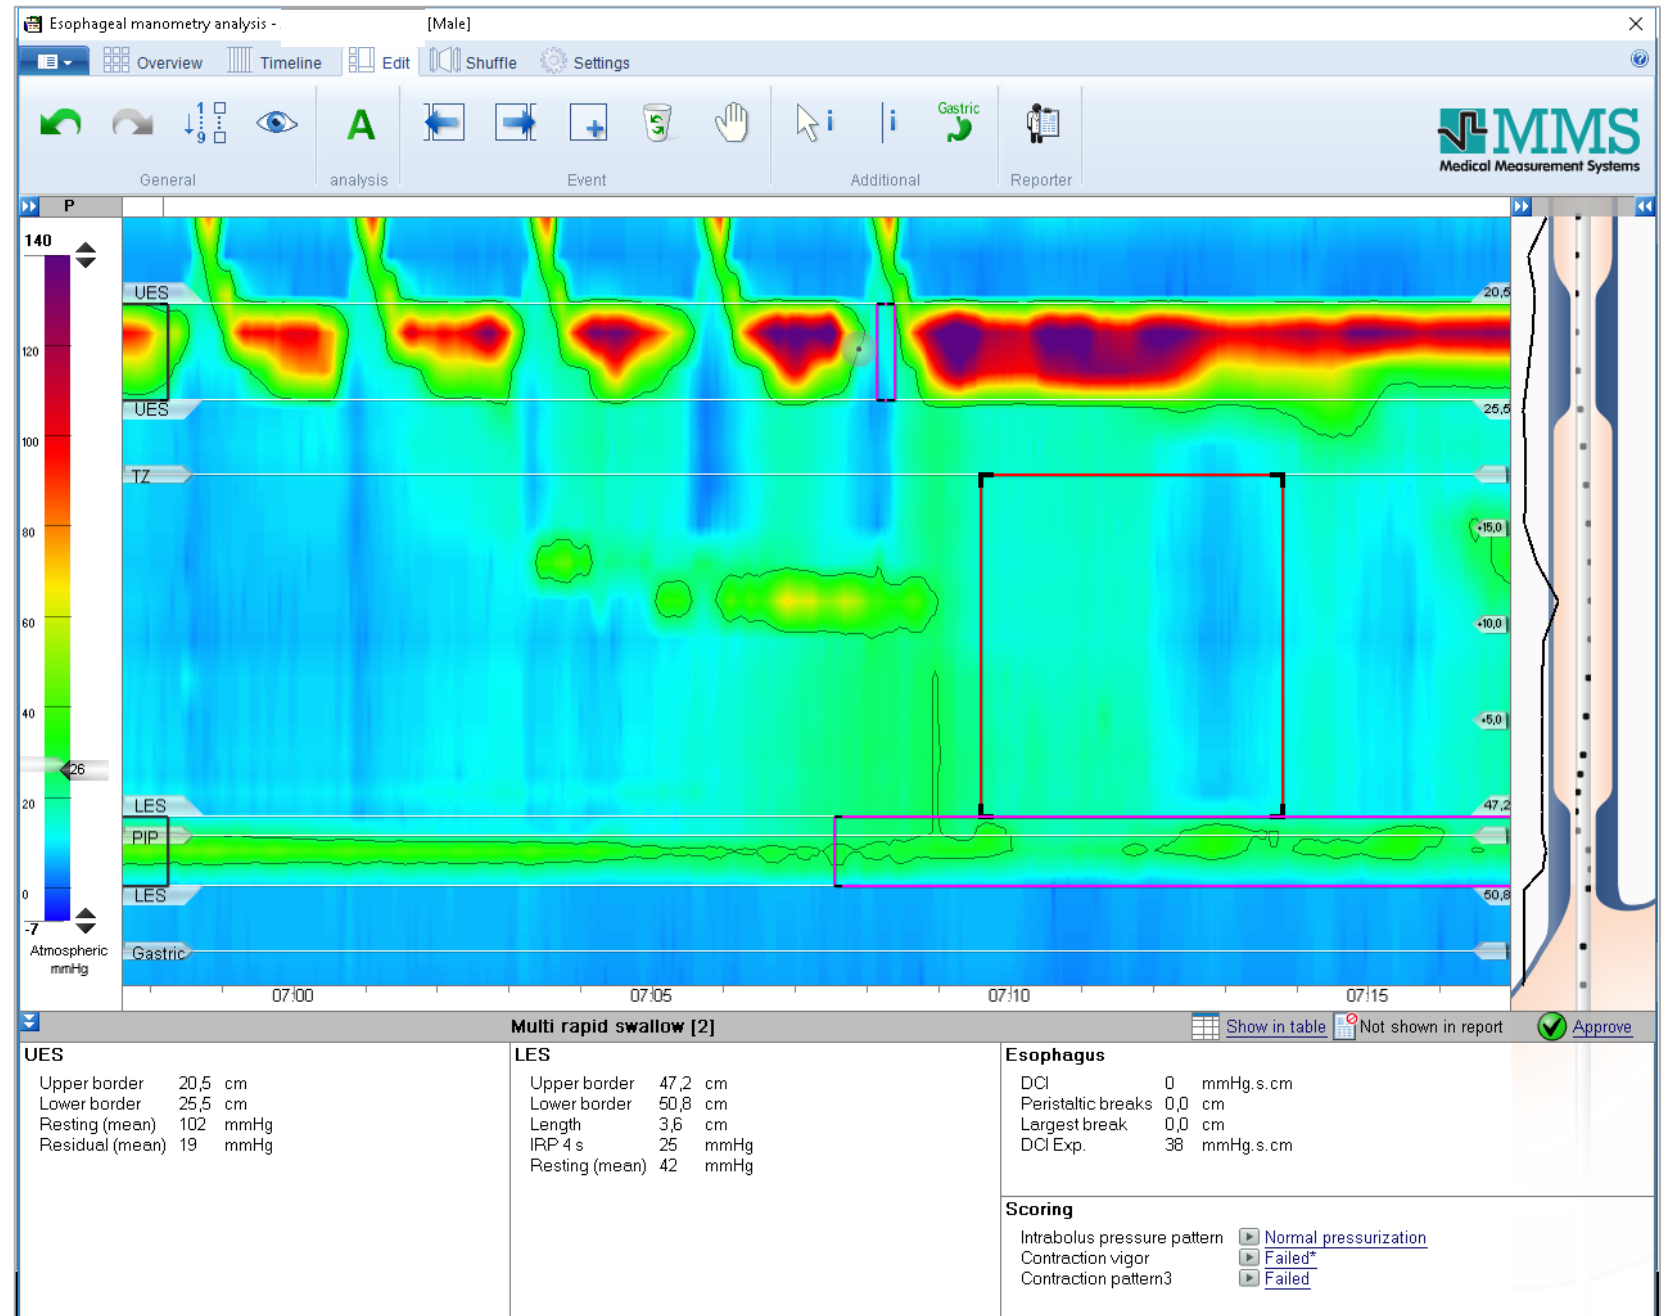 Esophageal manometry analysis - [Male]
Overview Timeline Edit Shuffle Settings
1
9
A
i
i
Gastric
General analysis Event Additional Reporter
MMS
Medical Measurement Systems
P
140
120
100
80
60
40
26
20
0
-7
Atmospheric
mmHg
UES 20,5
UES 25,5
TZ
+15,0
+10,0
+5,0
LES 47,2
PIP
LES 50,8
Gastric
07:00 07:05 07:10 07:15
Multi rapid swallow [2] Show in table Not shown in report Approve
UES
Upper border 20,5 cm
Lower border 25,5 cm
Resting (mean) 102 mmHg
Residual (mean) 19 mmHg
LES
Upper border 47,2 cm
Lower border 50,8 cm
Length 3,6 cm
IRP 4 s 25 mmHg
Resting (mean) 42 mmHg
Esophagus
DCI 0 mmHg.s.cm
Peristaltic breaks 0,0 cm
Largest break 0,0 cm
DCI Exp. 38 mmHg.s.cm
Scoring
Intrabolus pressure pattern Normal pressurization
Contraction vigor Failed*
Contraction pattern3 Failed